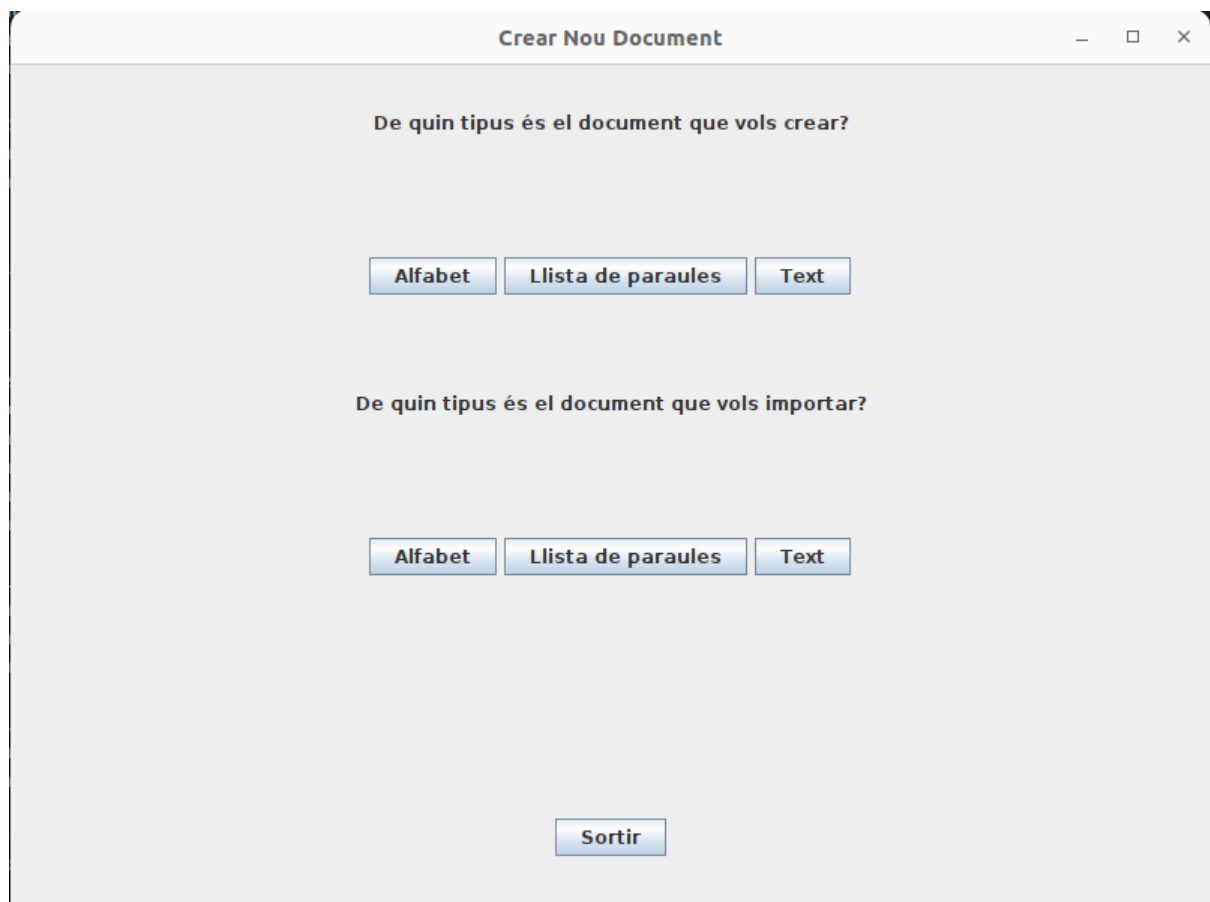 Crear Nou Document
De quin tipus és el document que vols crear?
Alfabet Llista de paraules Text
De quin tipus és el document que vols importar?
Alfabet Llista de paraules Text
Sortir